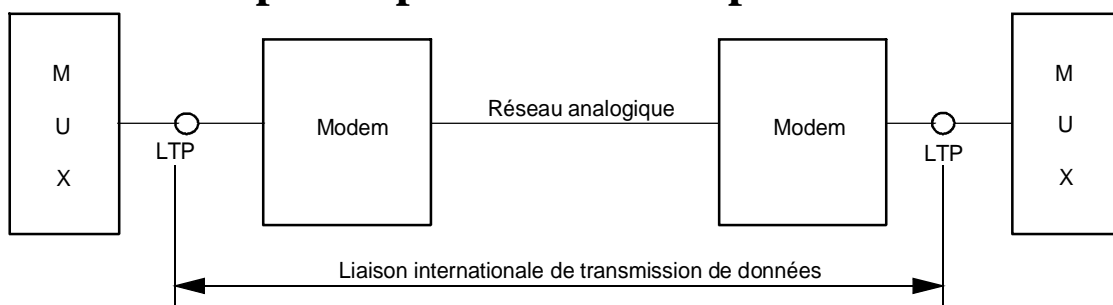 M
U
X
LTP
Modem
Réseau analogique
Modem
LTP
M
U
X
Liaison internationale de transmission de données